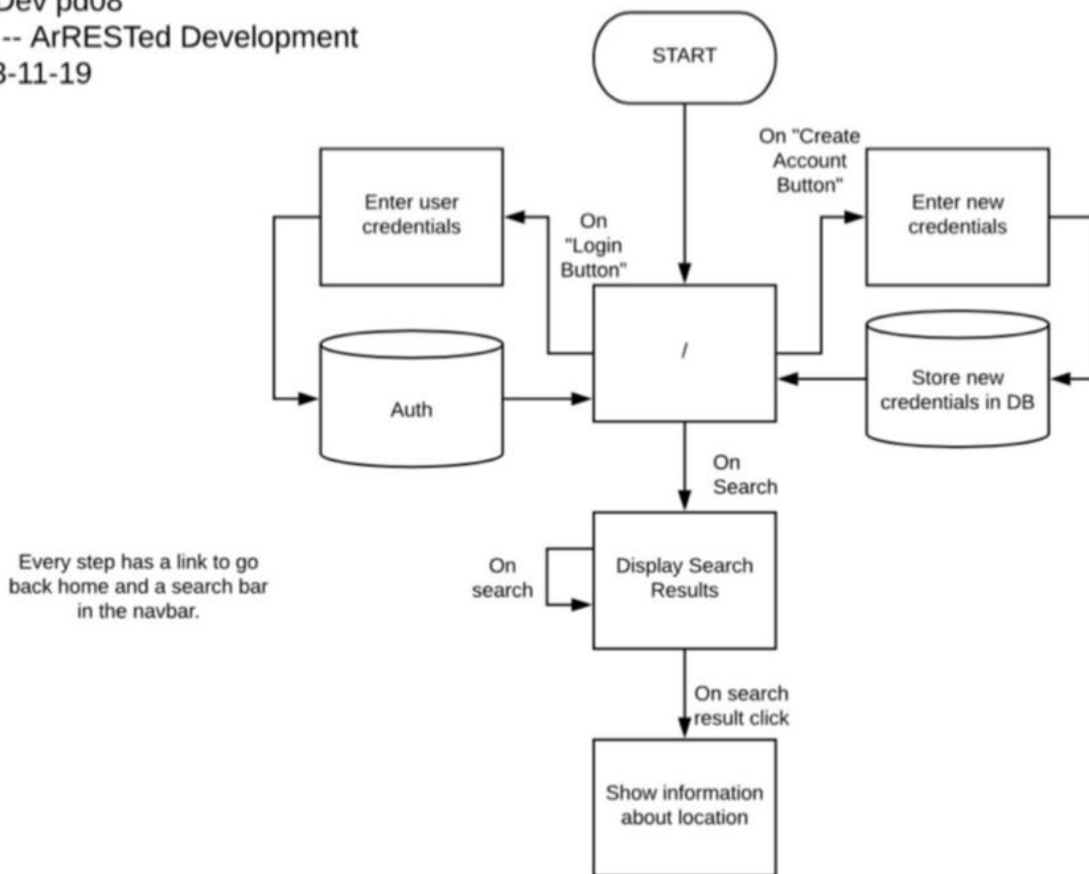 Dev pd08
-- ArRESTed Development
3-11-19
START
On "Create
Account
Button"
Enter user
credentials
On
"Login
Button"
Enter new
credentials
/
Auth
Store new
credentials in DB
On
Search
Every step has a link to go
back home and a search bar
in the navbar.
On
search
Display Search
Results
On search
result click
Show information
about location